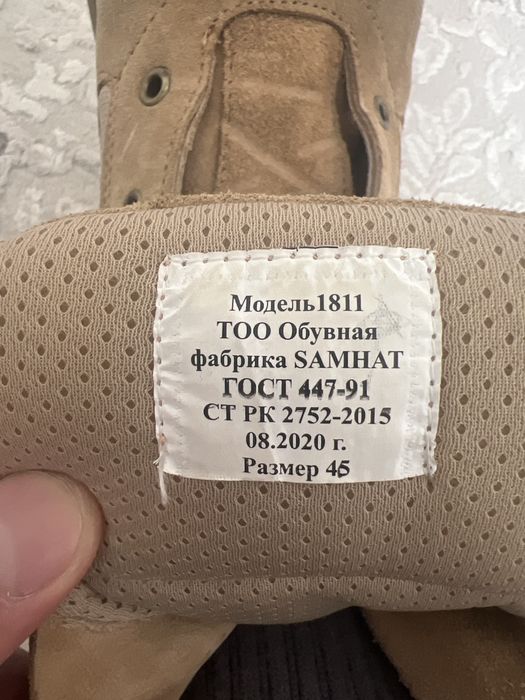 Модель1811
ТОО Обувная
фабрика SAMHAT
ГОСТ 447-91
СТ РК 2752-2015
08.2020 г.
Размер 45